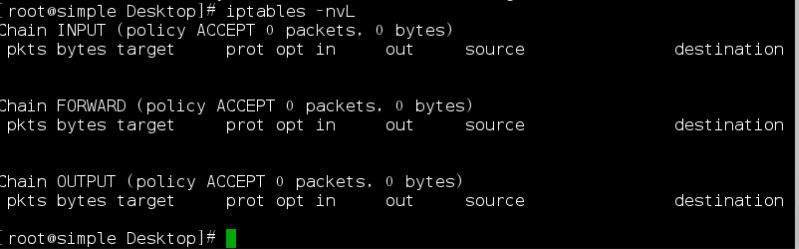 [root@simple Desktop]# iptables -nvL
Chain INPUT (policy ACCEPT 0 packets, 0 bytes)
pkts bytes target prot opt in out source destination
Chain FORWARD (policy ACCEPT 0 packets, 0 bytes)
pkts bytes target prot opt in out source destination
Chain OUTPUT (policy ACCEPT 0 packets, 0 bytes)
pkts bytes target prot opt in out source destination
[root@simple Desktop]#